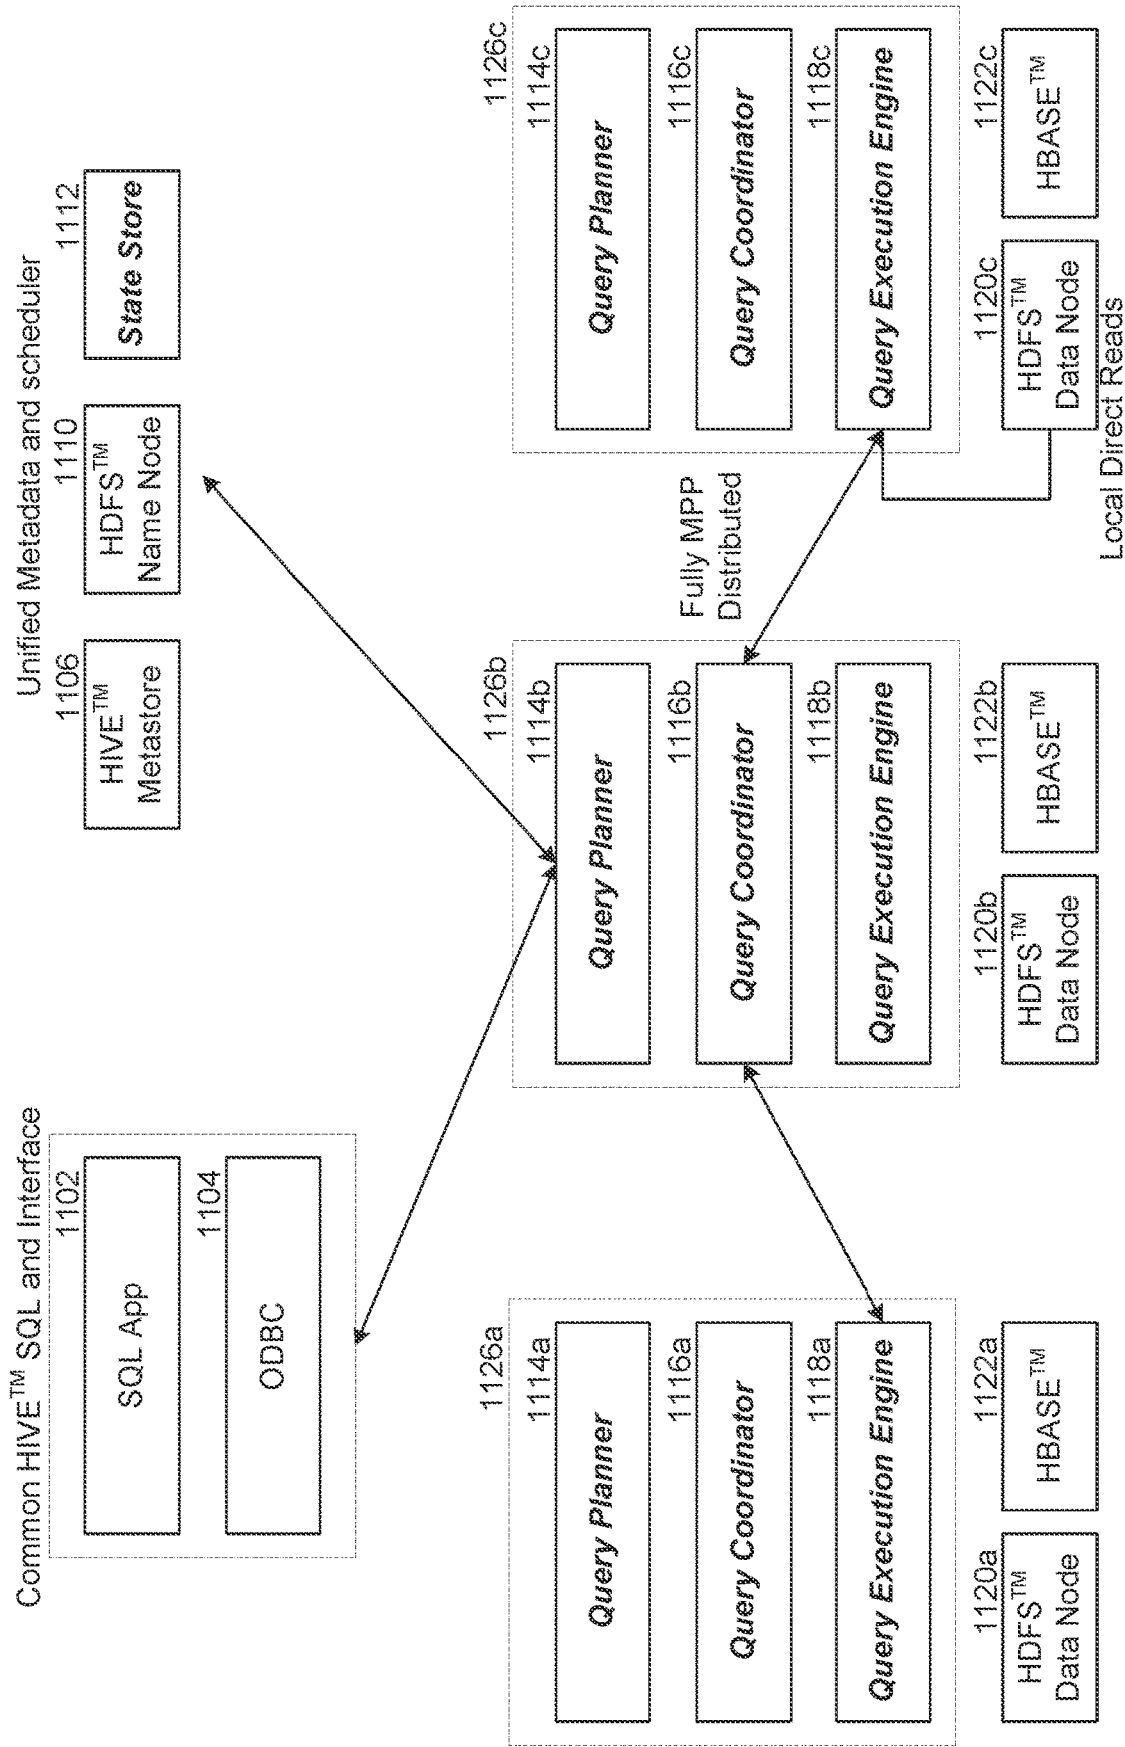 Common HIVE™ SQL and Interface
1102
SQL App
1104
ODBC
Unified Metadata and scheduler
1106
HIVE™
Metastore
1110
HDFS™
Name Node
1112
State Store
1126a
1114a
Query Planner
1116a
Query Coordinator
1118a
Query Execution Engine
1120a
HDFS™
Data Node
1122a
HBASE™
1126b
1114b
Query Planner
1116b
Query Coordinator
1118b
Query Execution Engine
1120b
HDFS™
Data Node
1122b
HBASE™
Fully MPP
Distributed
1126c
1114c
Query Planner
1116c
Query Coordinator
1118c
Query Execution Engine
1120c
HDFS™
Data Node
1122c
HBASE™
Local Direct Reads